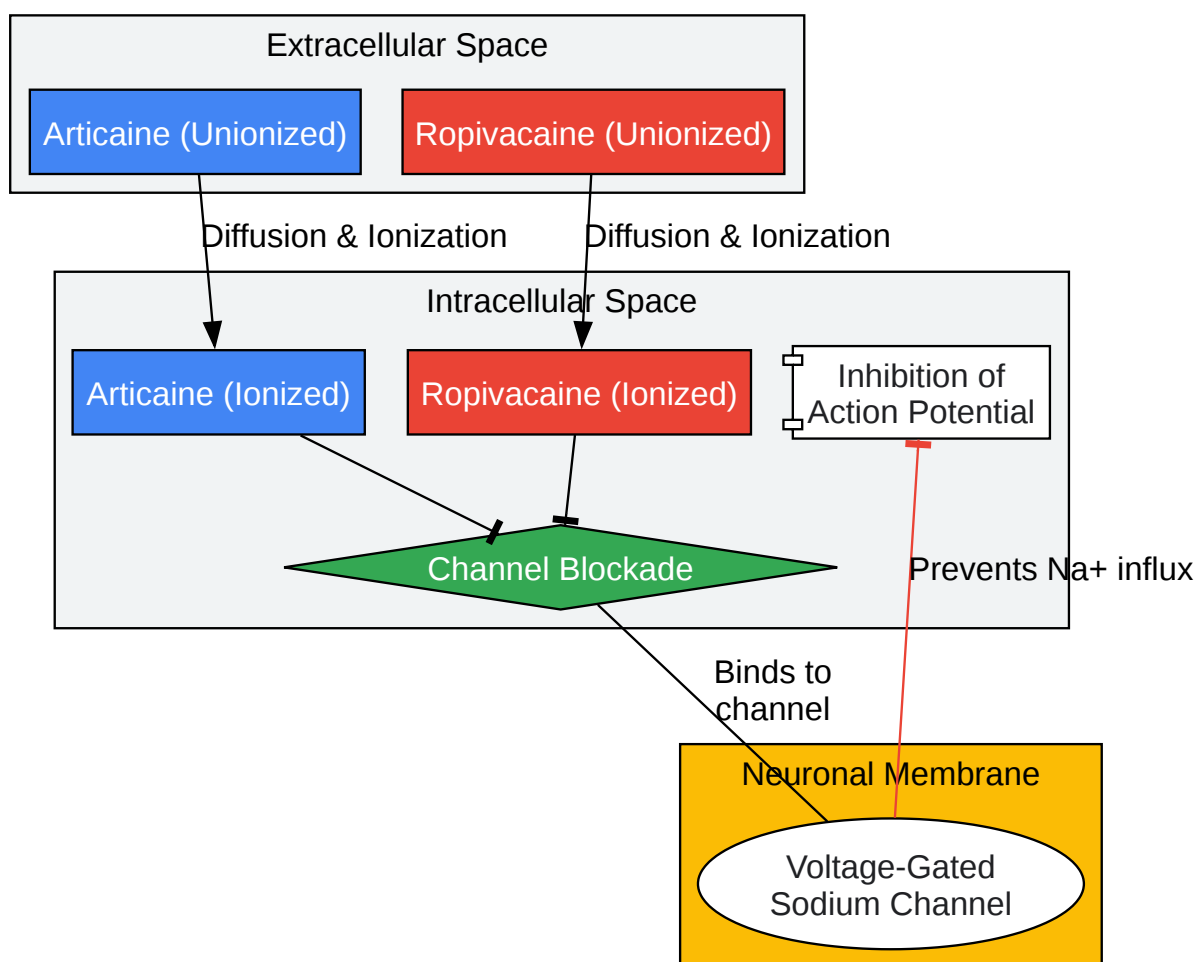 Extracellular Space
Articaine (Unionized)
Ropivacaine (Unionized)
Diffusion & Ionization
Diffusion & Ionization
Intracellular Space
Articaine (Ionized)
Ropivacaine (Ionized)
Inhibition of
Action Potential
Channel Blockade
Prevents Na+ influx
Binds to
channel
Neuronal Membrane
Voltage-Gated
Sodium Channel